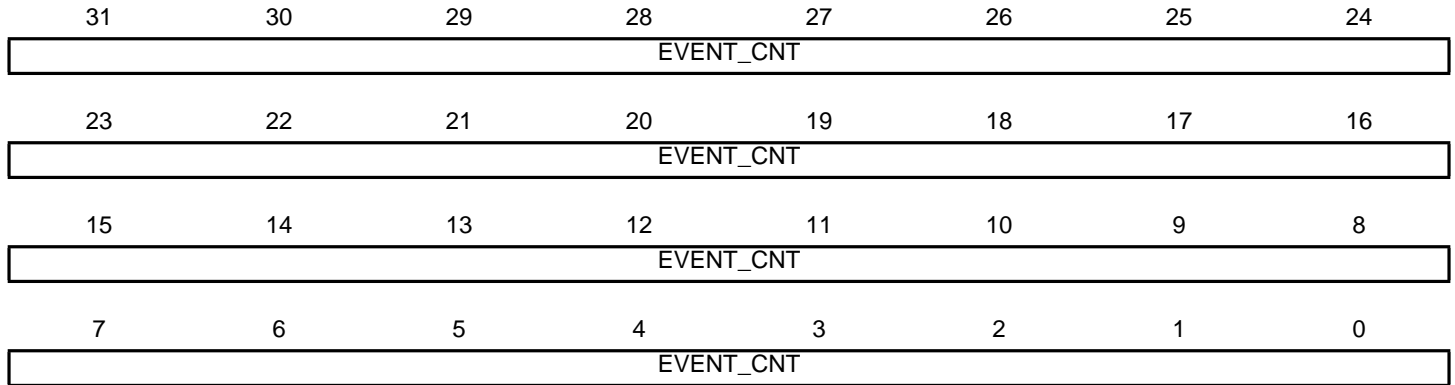 31 30 29 28 27 26 25 24
EVENT_CNT
23 22 21 20 19 18 17 16
EVENT_CNT
15 14 13 12 11 10 9 8
EVENT_CNT
7 6 5 4 3 2 1 0
EVENT_CNT